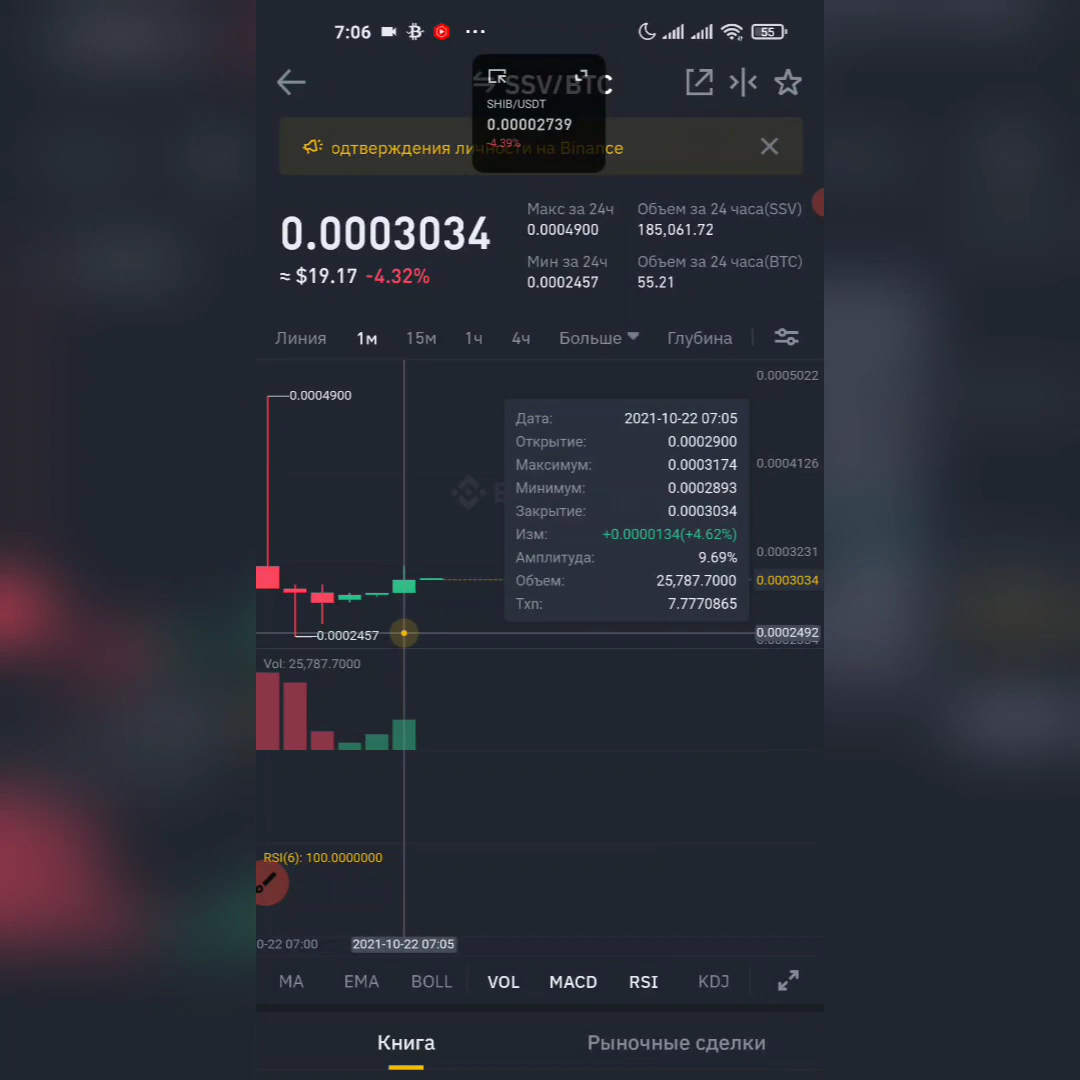 7:06
55
SSV/BTC
SHIB/USDT
0.00002739
-4.39%
одтверждения личности на Binance
0.0003034
≈ $19.17 -4.32%
Макс за 24ч
0.0004900
Мин за 24ч
0.0002457
Объем за 24 часа(SSV)
185,061.72
Объем за 24 часа(BTC)
55.21
Линия 1м 15м 1ч 4ч Больше Глубина
0.0005022
0.0004900
Дата: 2021-10-22 07:05
Открытие: 0.0002900
Максимум: 0.0003174
Минимум: 0.0002893
Закрытие: 0.0003034
Изм: +0.0000134(+4.62%)
Амплитуда: 9.69%
Объем: 25,787.7000
Тхп: 7.7770865
0.0004126
0.0003231
0.0003034
0.0002492
0.0002457
Vol: 25,787.7000
RSI(6): 100.0000000
0-22 07:00 2021-10-22 07:05
MA EMA BOLL VOL MACD RSI KDJ
Книга Рыночные сделки